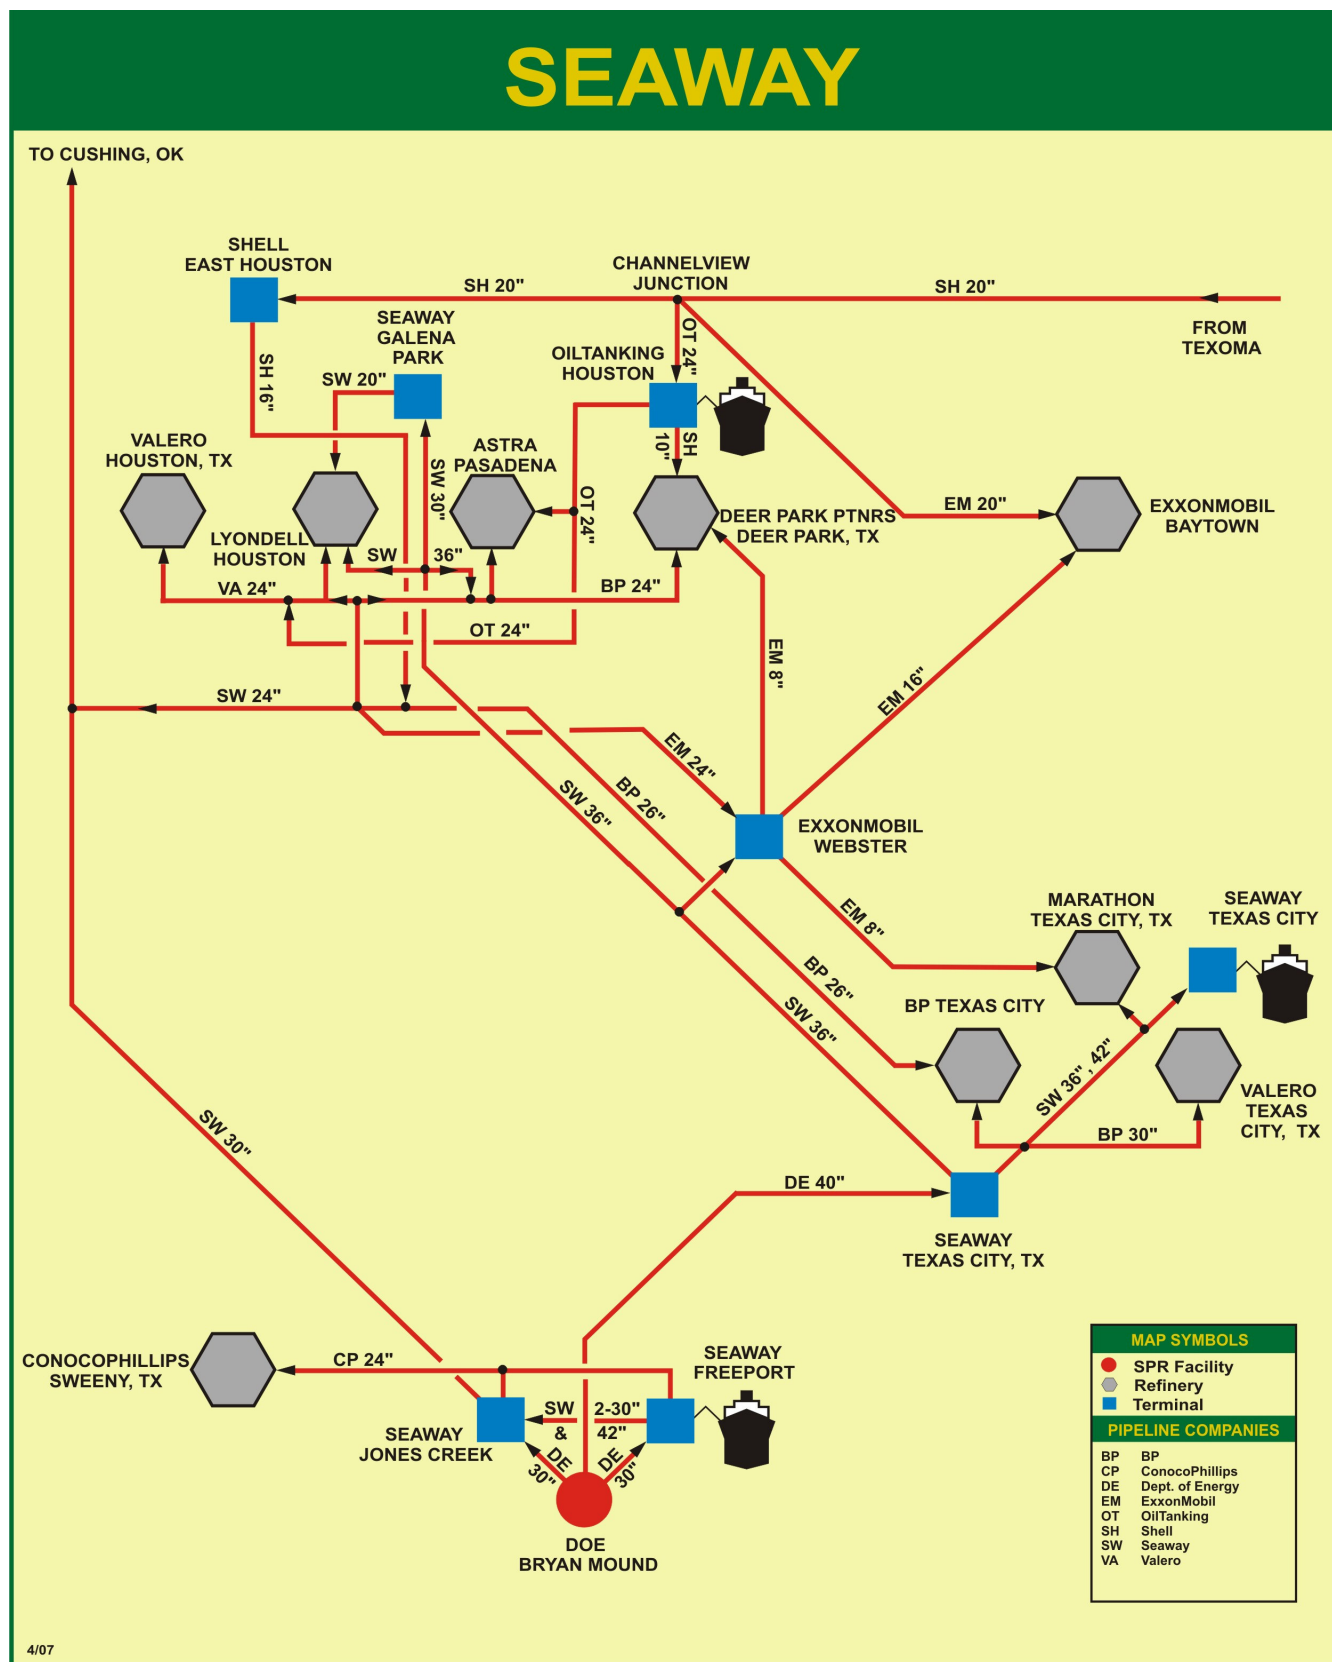 SEAWAY
TO CUSHING, OK
SHELL
EAST HOUSTON
CHANNELVIEW
JUNCTION
SH 20"
SH 20"
FROM
TEXOMA
SEAWAY
GALENA
PARK
OT 24"
OILTANKING
HOUSTON
SH 16"
SW 20"
VALERO
HOUSTON, TX
ASTRA
PASADENA
SH
10"
SW 30"
OT 24"
EM 20"
EXXONMOBIL
BAYTOWN
DEER PARK PTNRS
DEER PARK, TX
LYONDELL
HOUSTON
SW 36"
VA 24"
BP 24"
OT 24"
EM 8"
EM 16"
SW 24"
EM 24"
BP 26"
SW 36"
EXXONMOBIL
WEBSTER
EM 8"
MARATHON
TEXAS CITY, TX
SEAWAY
TEXAS CITY
BP 26"
SW 36"
BP TEXAS CITY
SW 36", 42"
VALERO
TEXAS
CITY, TX
BP 30"
SW 30"
DE 40"
SEAWAY
TEXAS CITY, TX
CONOCOPHILLIPS
SWEENY, TX
CP 24"
SEAWAY
FREEPORT
SW 2-30"
& 42"
SEAWAY
JONES CREEK
DE
30"
DE
30"
DOE
BRYAN MOUND
MAP SYMBOLS
SPR Facility
Refinery
Terminal
PIPELINE COMPANIES
BP BP
CP ConocoPhillips
DE Dept. of Energy
EM ExxonMobil
OT OilTanking
SH Shell
SW Seaway
VA Valero
4/07